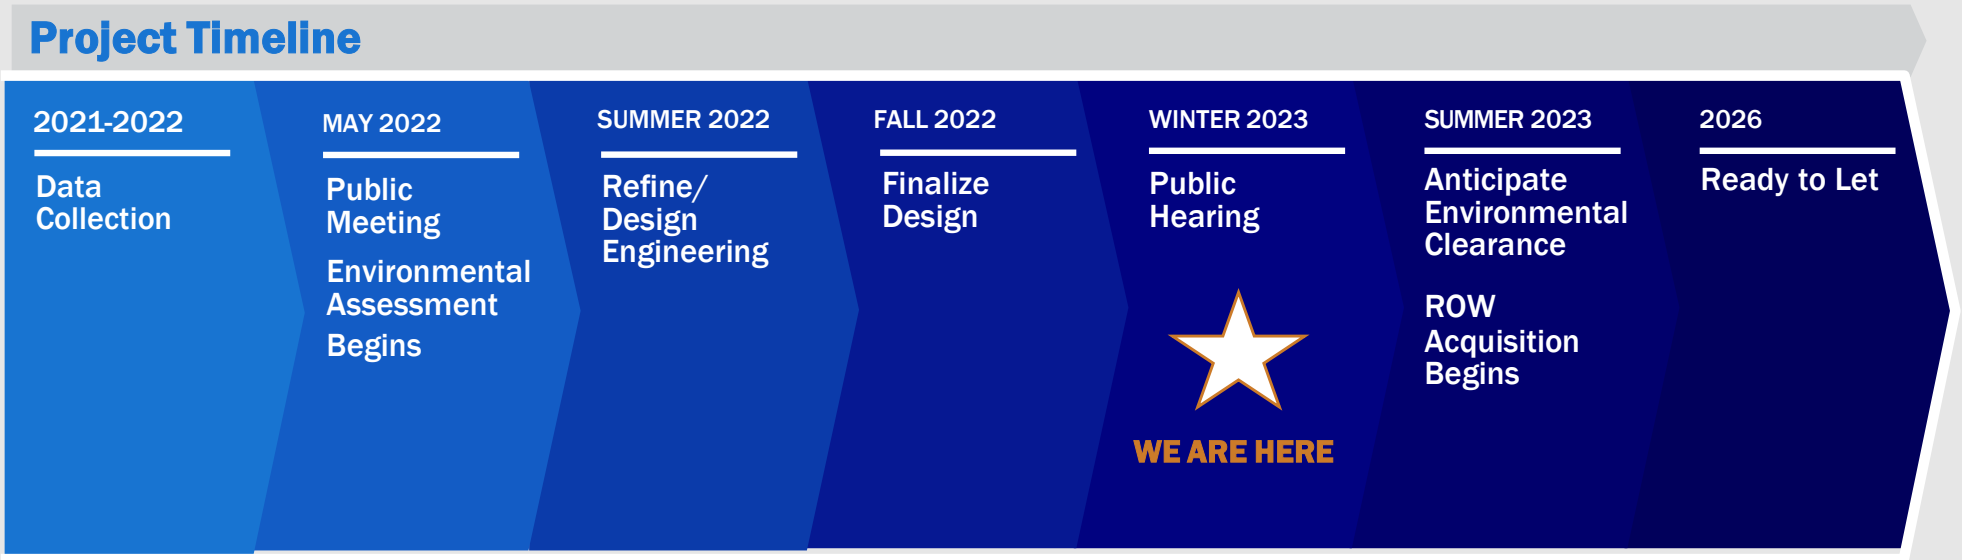 Project Timeline
2021-2022
Data
Collection
MAY 2022
Public
Meeting
Environmental
Assessment
Begins
SUMMER 2022
Refine/
Design
Engineering
FALL 2022
Finalize
Design
WINTER 2023
Public
Hearing
WE ARE HERE
SUMMER 2023
Anticipate
Environmental
Clearance
ROW
Acquisition
Begins
2026
Ready to Let